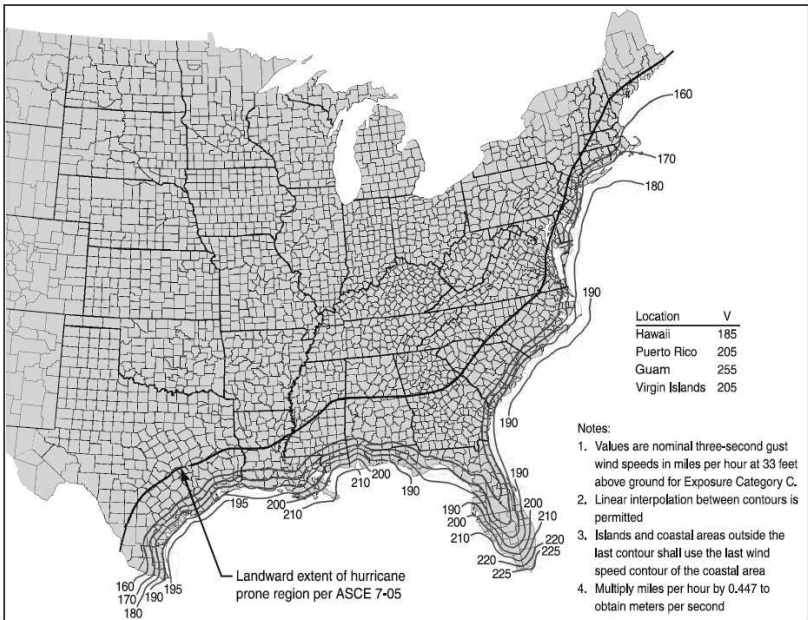 160
170
180
190
Location V
Hawaii 185
Puerto Rico 205
Guam 255
Virgin Islands 205
190
Notes:
1. Values are nominal three-second gust
wind speeds in miles per hour at 33 feet
above ground for Exposure Category C.
2. Linear interpolation between contours is
permitted
3. Islands and coastal areas outside the
last contour shall use the last wind
speed contour of the coastal area
4. Multiply miles per hour by 0.447 to
obtain meters per second
190
200
210
220
225
190
200
210
220
225
210
200
190
195
200
210
Landward extent of hurricane
prone region per ASCE 7-05
160
170
180
190
195